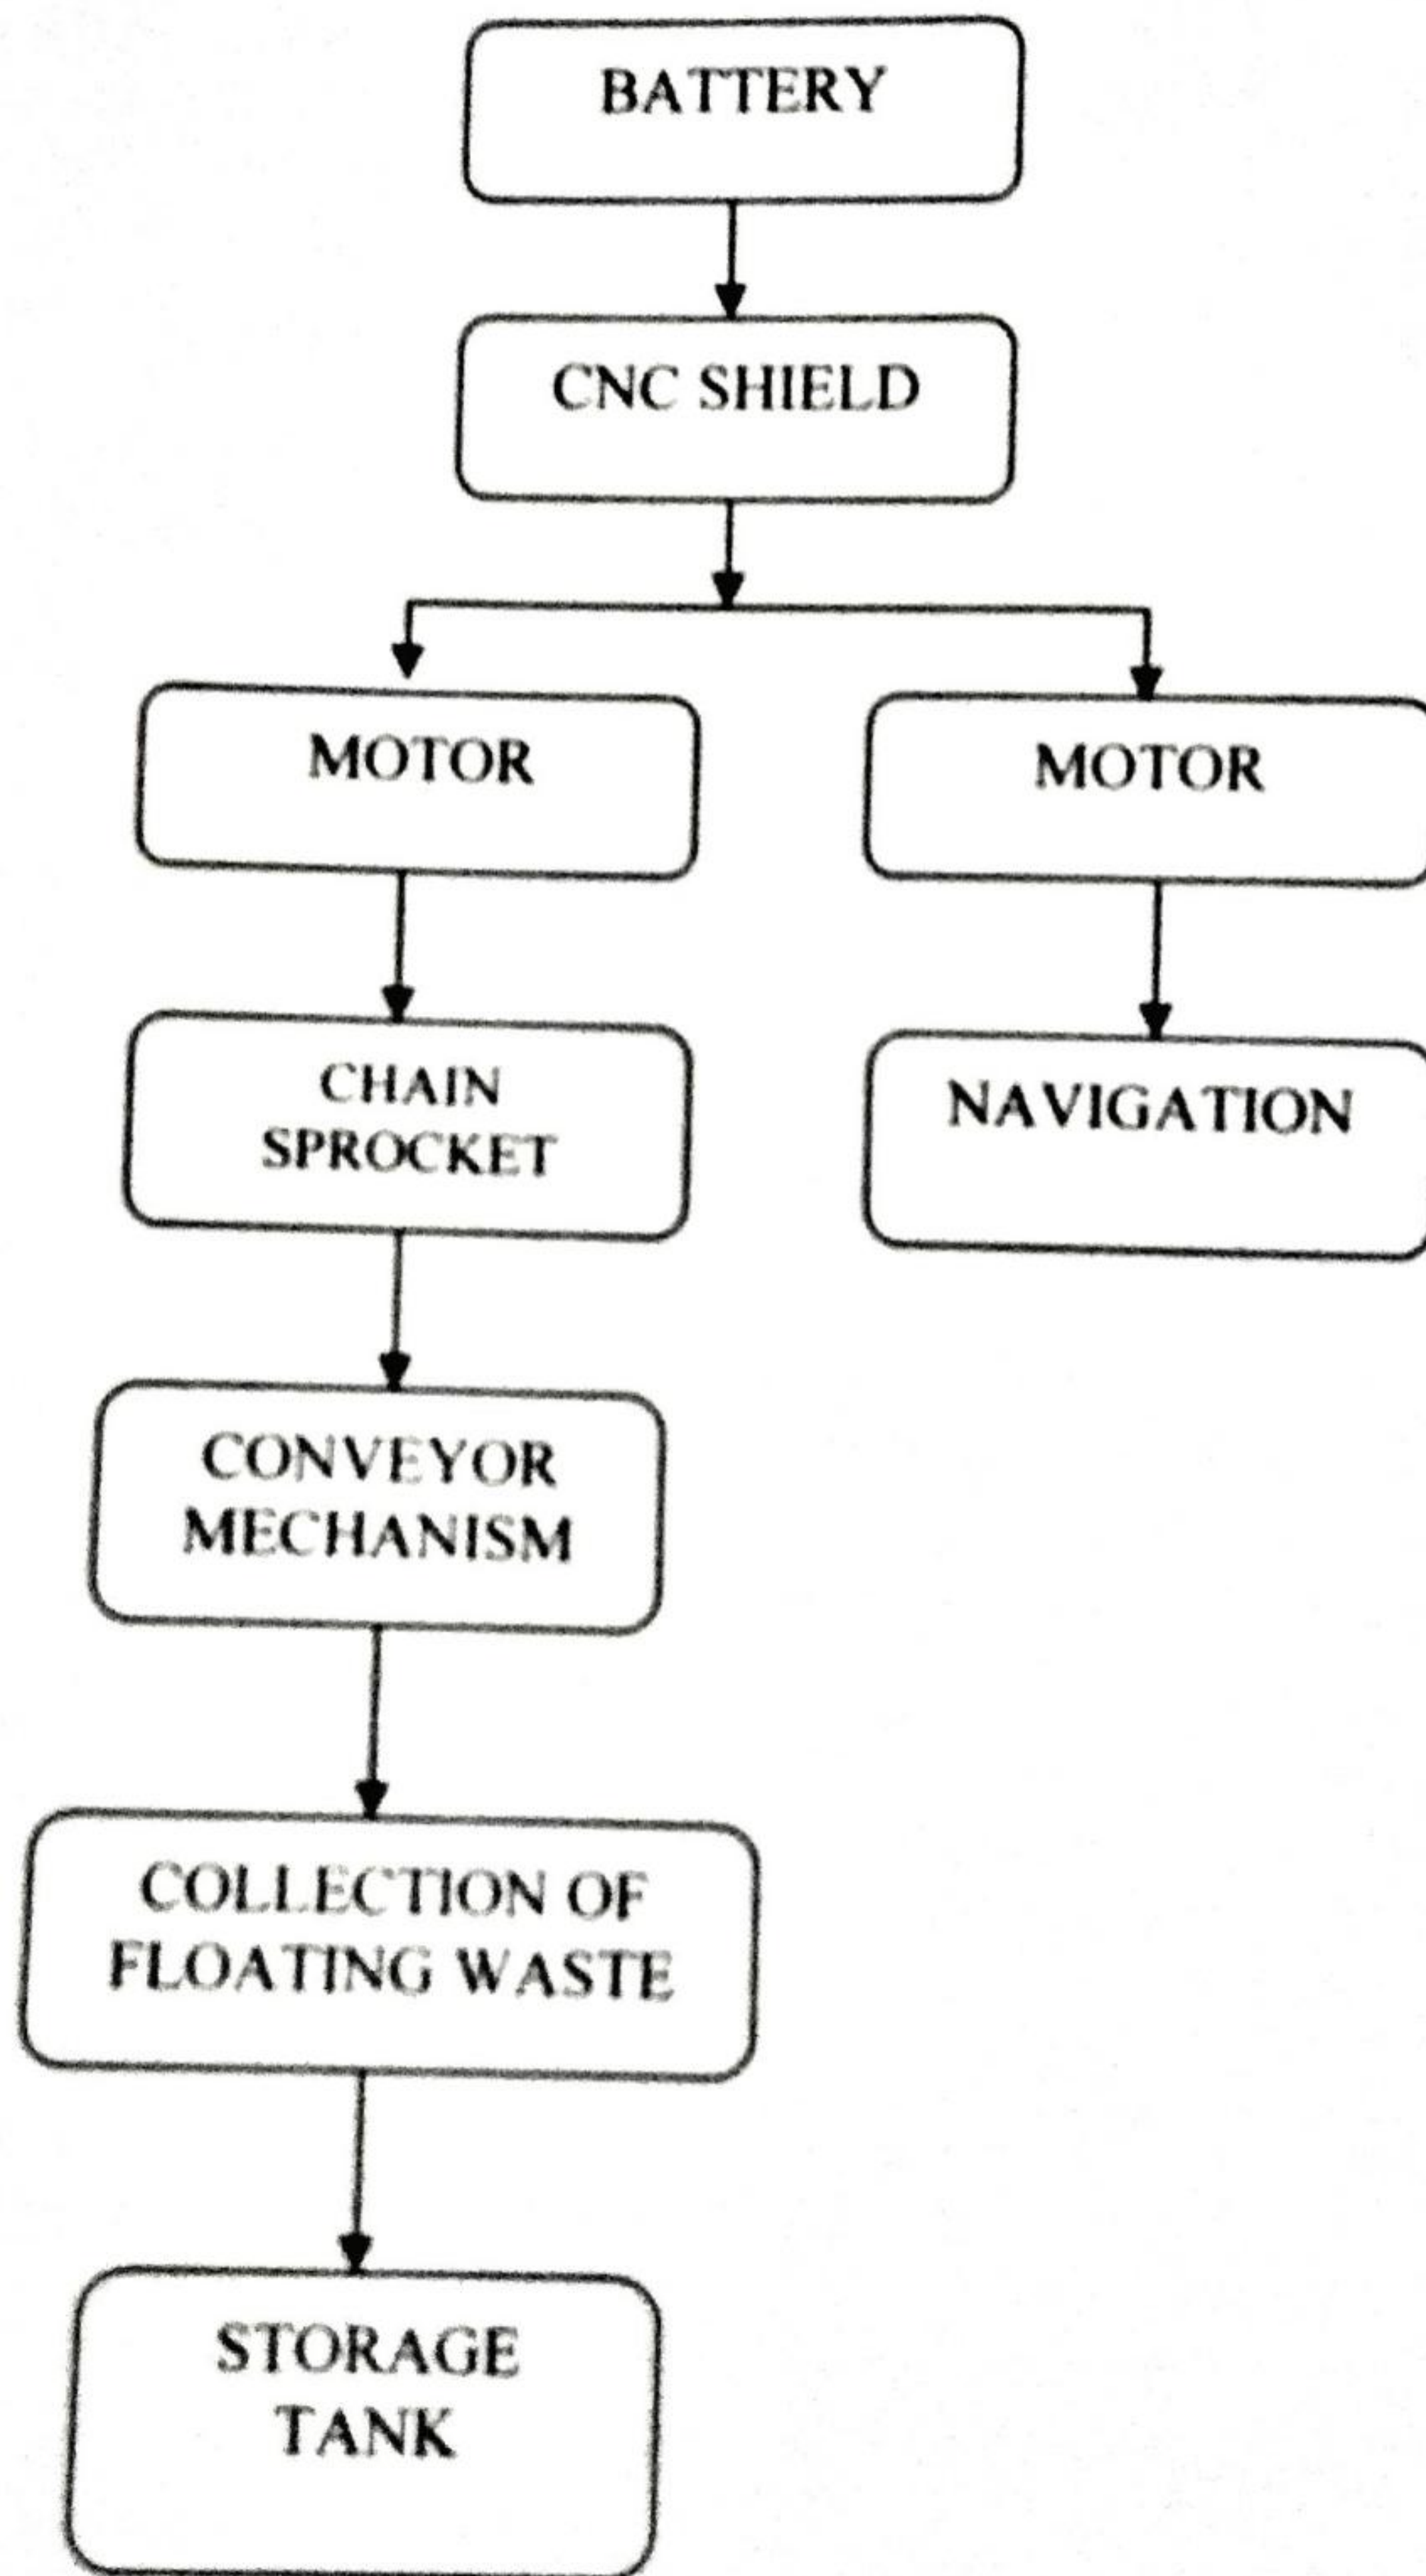 BATTERY
CNC SHIELD
MOTOR
MOTOR
CHAIN
SPROCKET
NAVIGATION
CONVEYOR
MECHANISM
COLLECTION OF
FLOATING WASTE
STORAGE
TANK